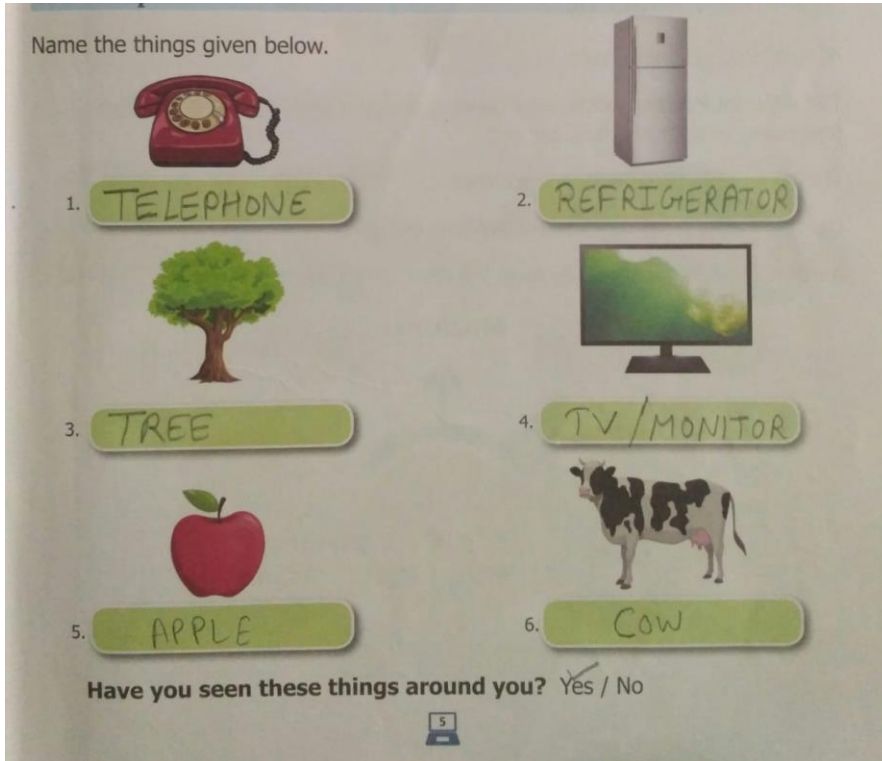 Name the things given below.
1. TELEPHONE
2. REFRIGERATOR
3. TREE
4. TV/MONITOR
5. APPLE
6. COW
Have you seen these things around you? Yes / No
5